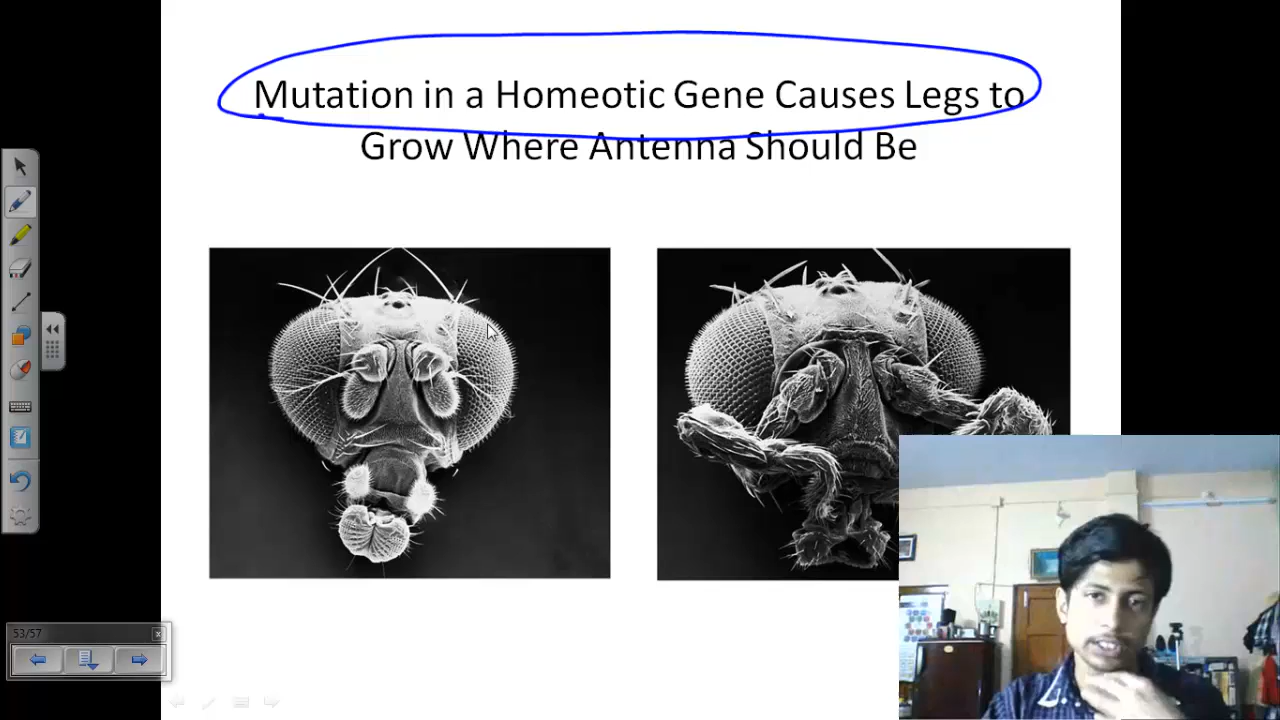 Mutation in a Homeotic Gene Causes Legs to
Grow Where Antenna Should Be
53/57
x